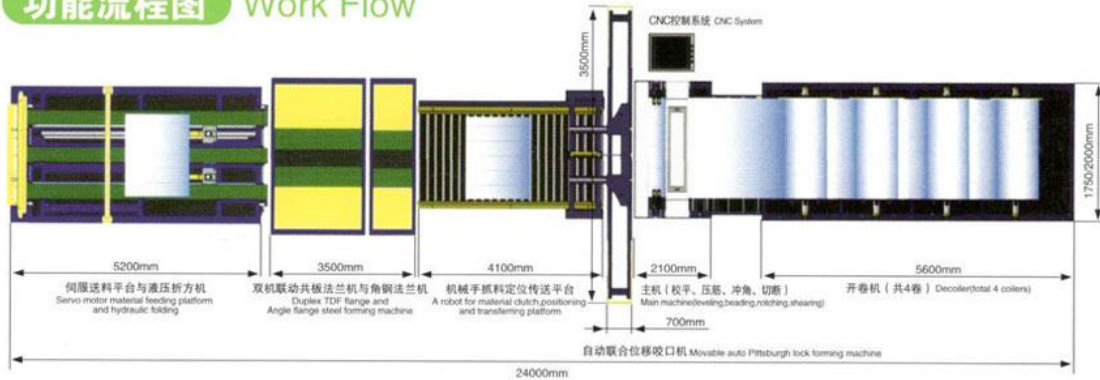 功能流程图 Work Flow
CNC控制系统 CNC System
3500mm
1750/2000mm
5200mm
伺服送料平台与液压折方机
Servo motor material feeding platform
and hydraulic folding
3500mm
双机联动共板法兰机与角钢法兰机
Duplex TDF flange and
Angle flange steel forming machine
4100mm
机械手抓料定位传送平台
A robot for material clutch,positioning
and transferring platform
2100mm
主机（校平、压筋、冲角、切断）
Main machine(leveling,beading,notching,shearing)
5600mm
开卷机（共4卷）Decoiler(total 4 coilers)
700mm
自动联合位移咬口机 Movable auto Pittsburgh lock forming machine
24000mm